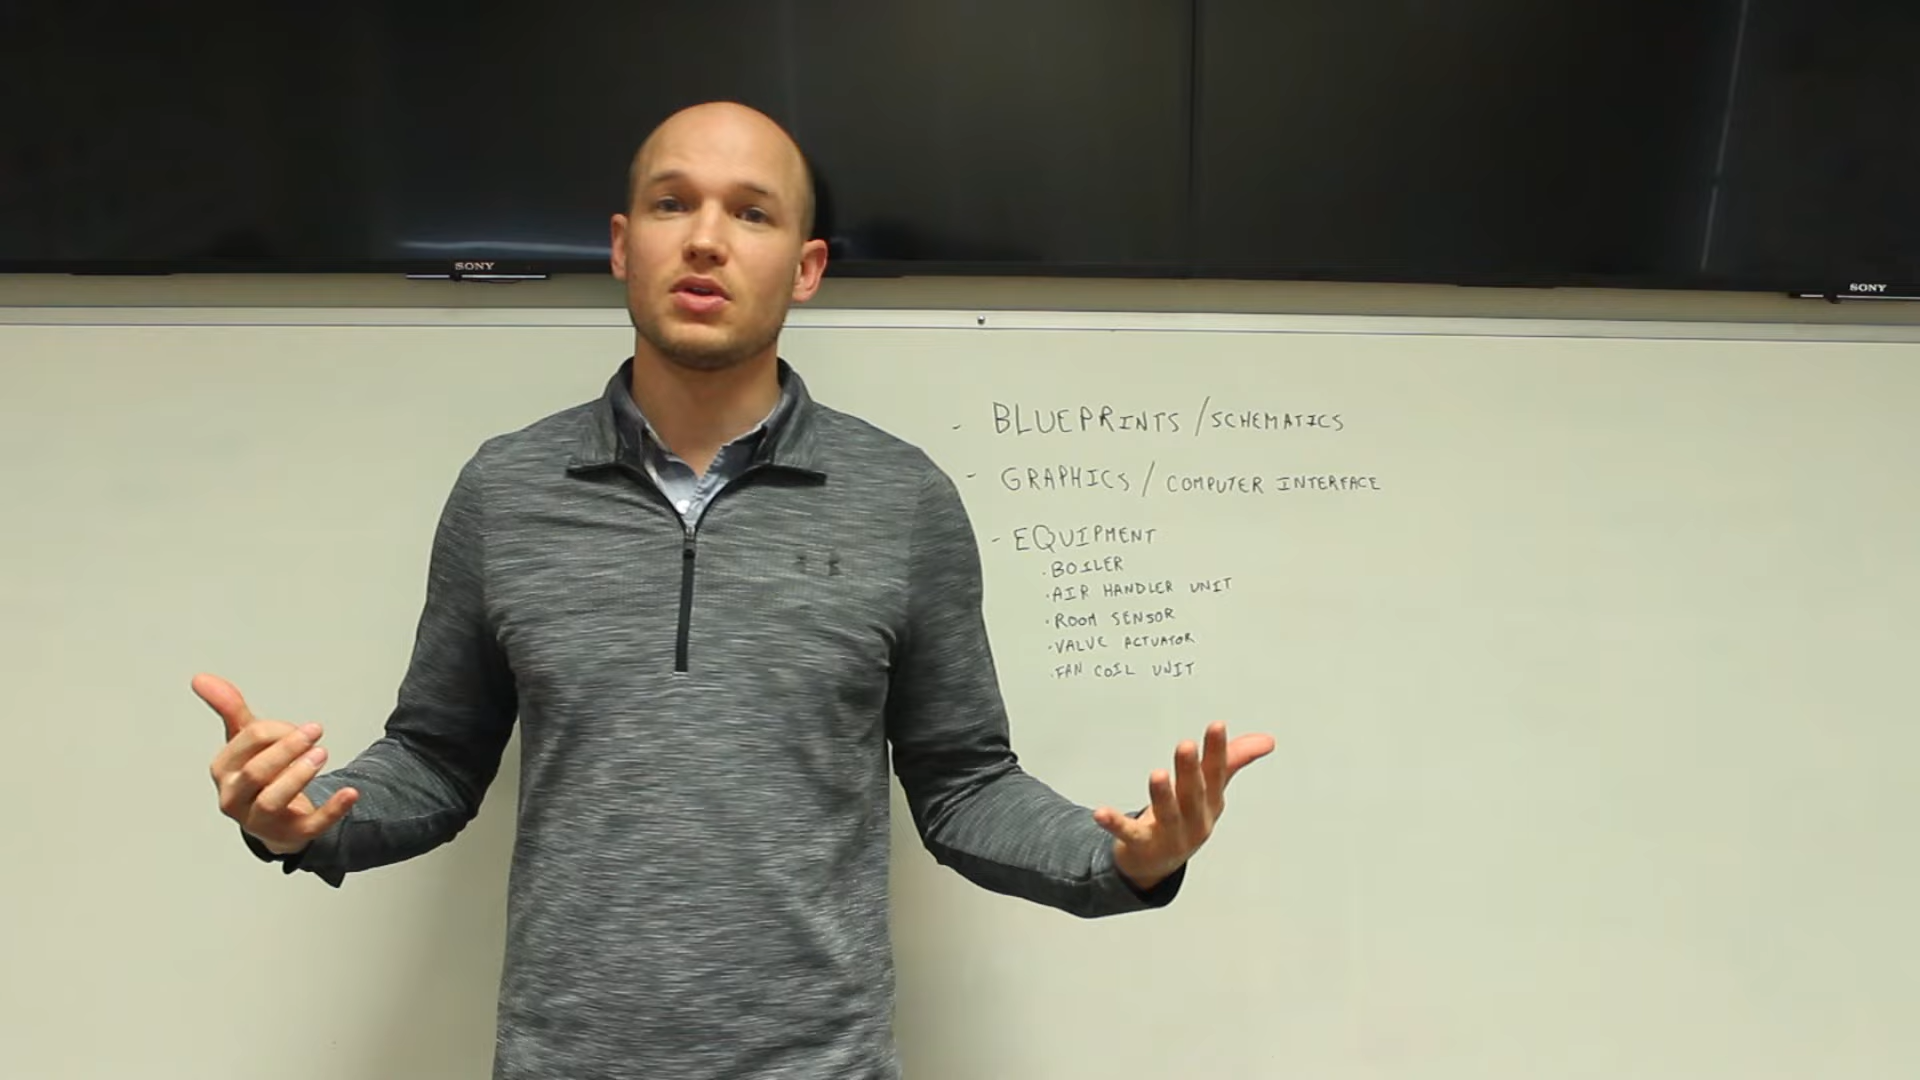 SONY
SONY
- BLUEPRINTS / SCHEMATICS
- GRAPHICS / COMPUTER INTERFACE
- EQUIPMENT
· BOILER
· AIR HANDLER UNIT
· ROOM SENSOR
· VALVE ACTUATOR
· FAN COIL UNIT